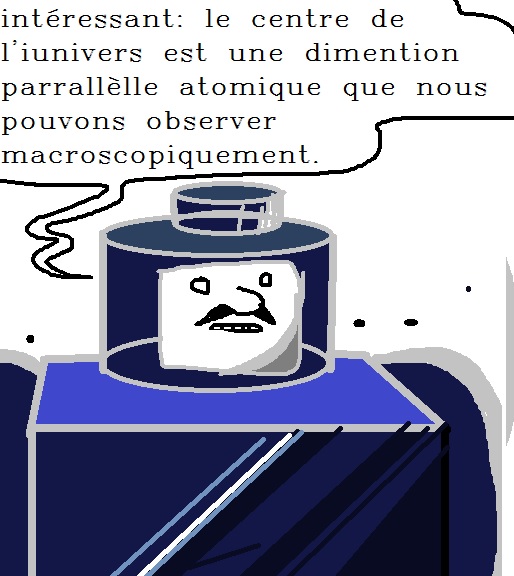 intéressant: le centre de
l'iunivers est une dimention
parrallèlle atomique que nous
pouvons observer
macroscopiquement.